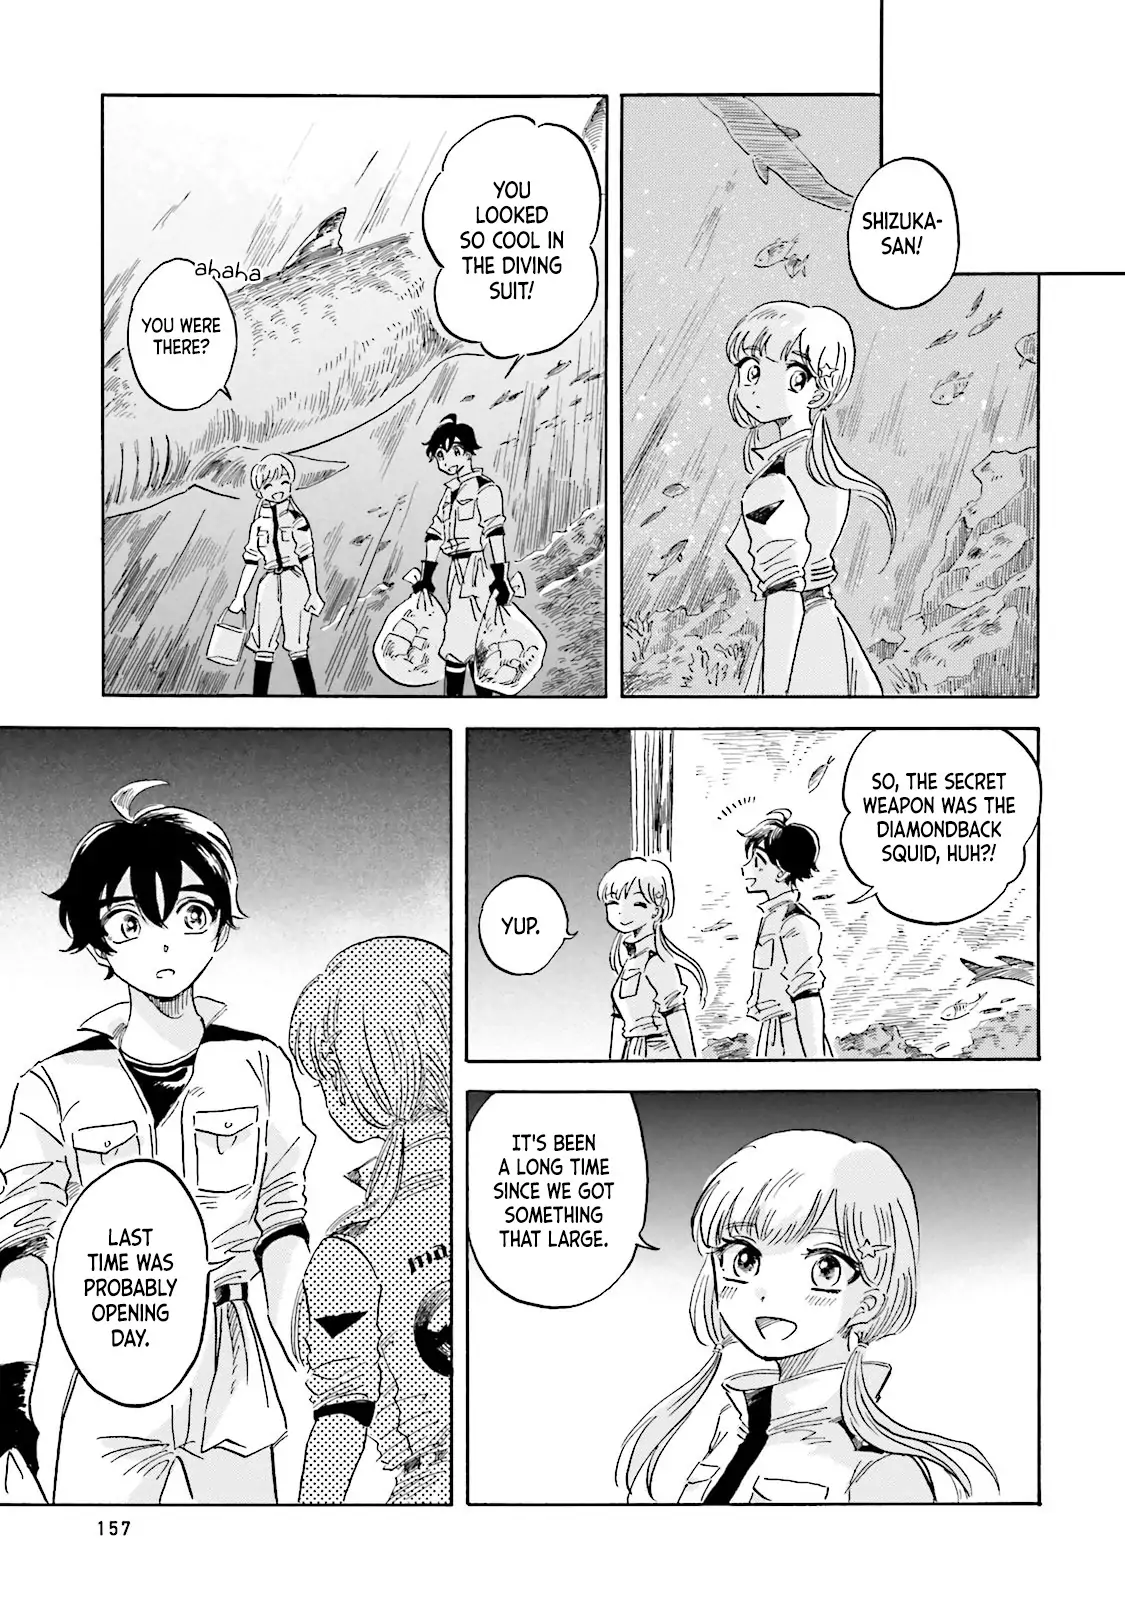 SHIZUKA-
SAN!
YOU
LOOKED
SO COOL IN
THE DIVING
SUIT!
ahaha
YOU WERE
THERE?
SO, THE SECRET
WEAPON WAS THE
DIAMONDBACK
SQUID, HUH?!
YUP.
IT'S BEEN
A LONG TIME
SINCE WE GOT
SOMETHING
THAT LARGE.
LAST
TIME WAS
PROBABLY
OPENING
DAY.
157